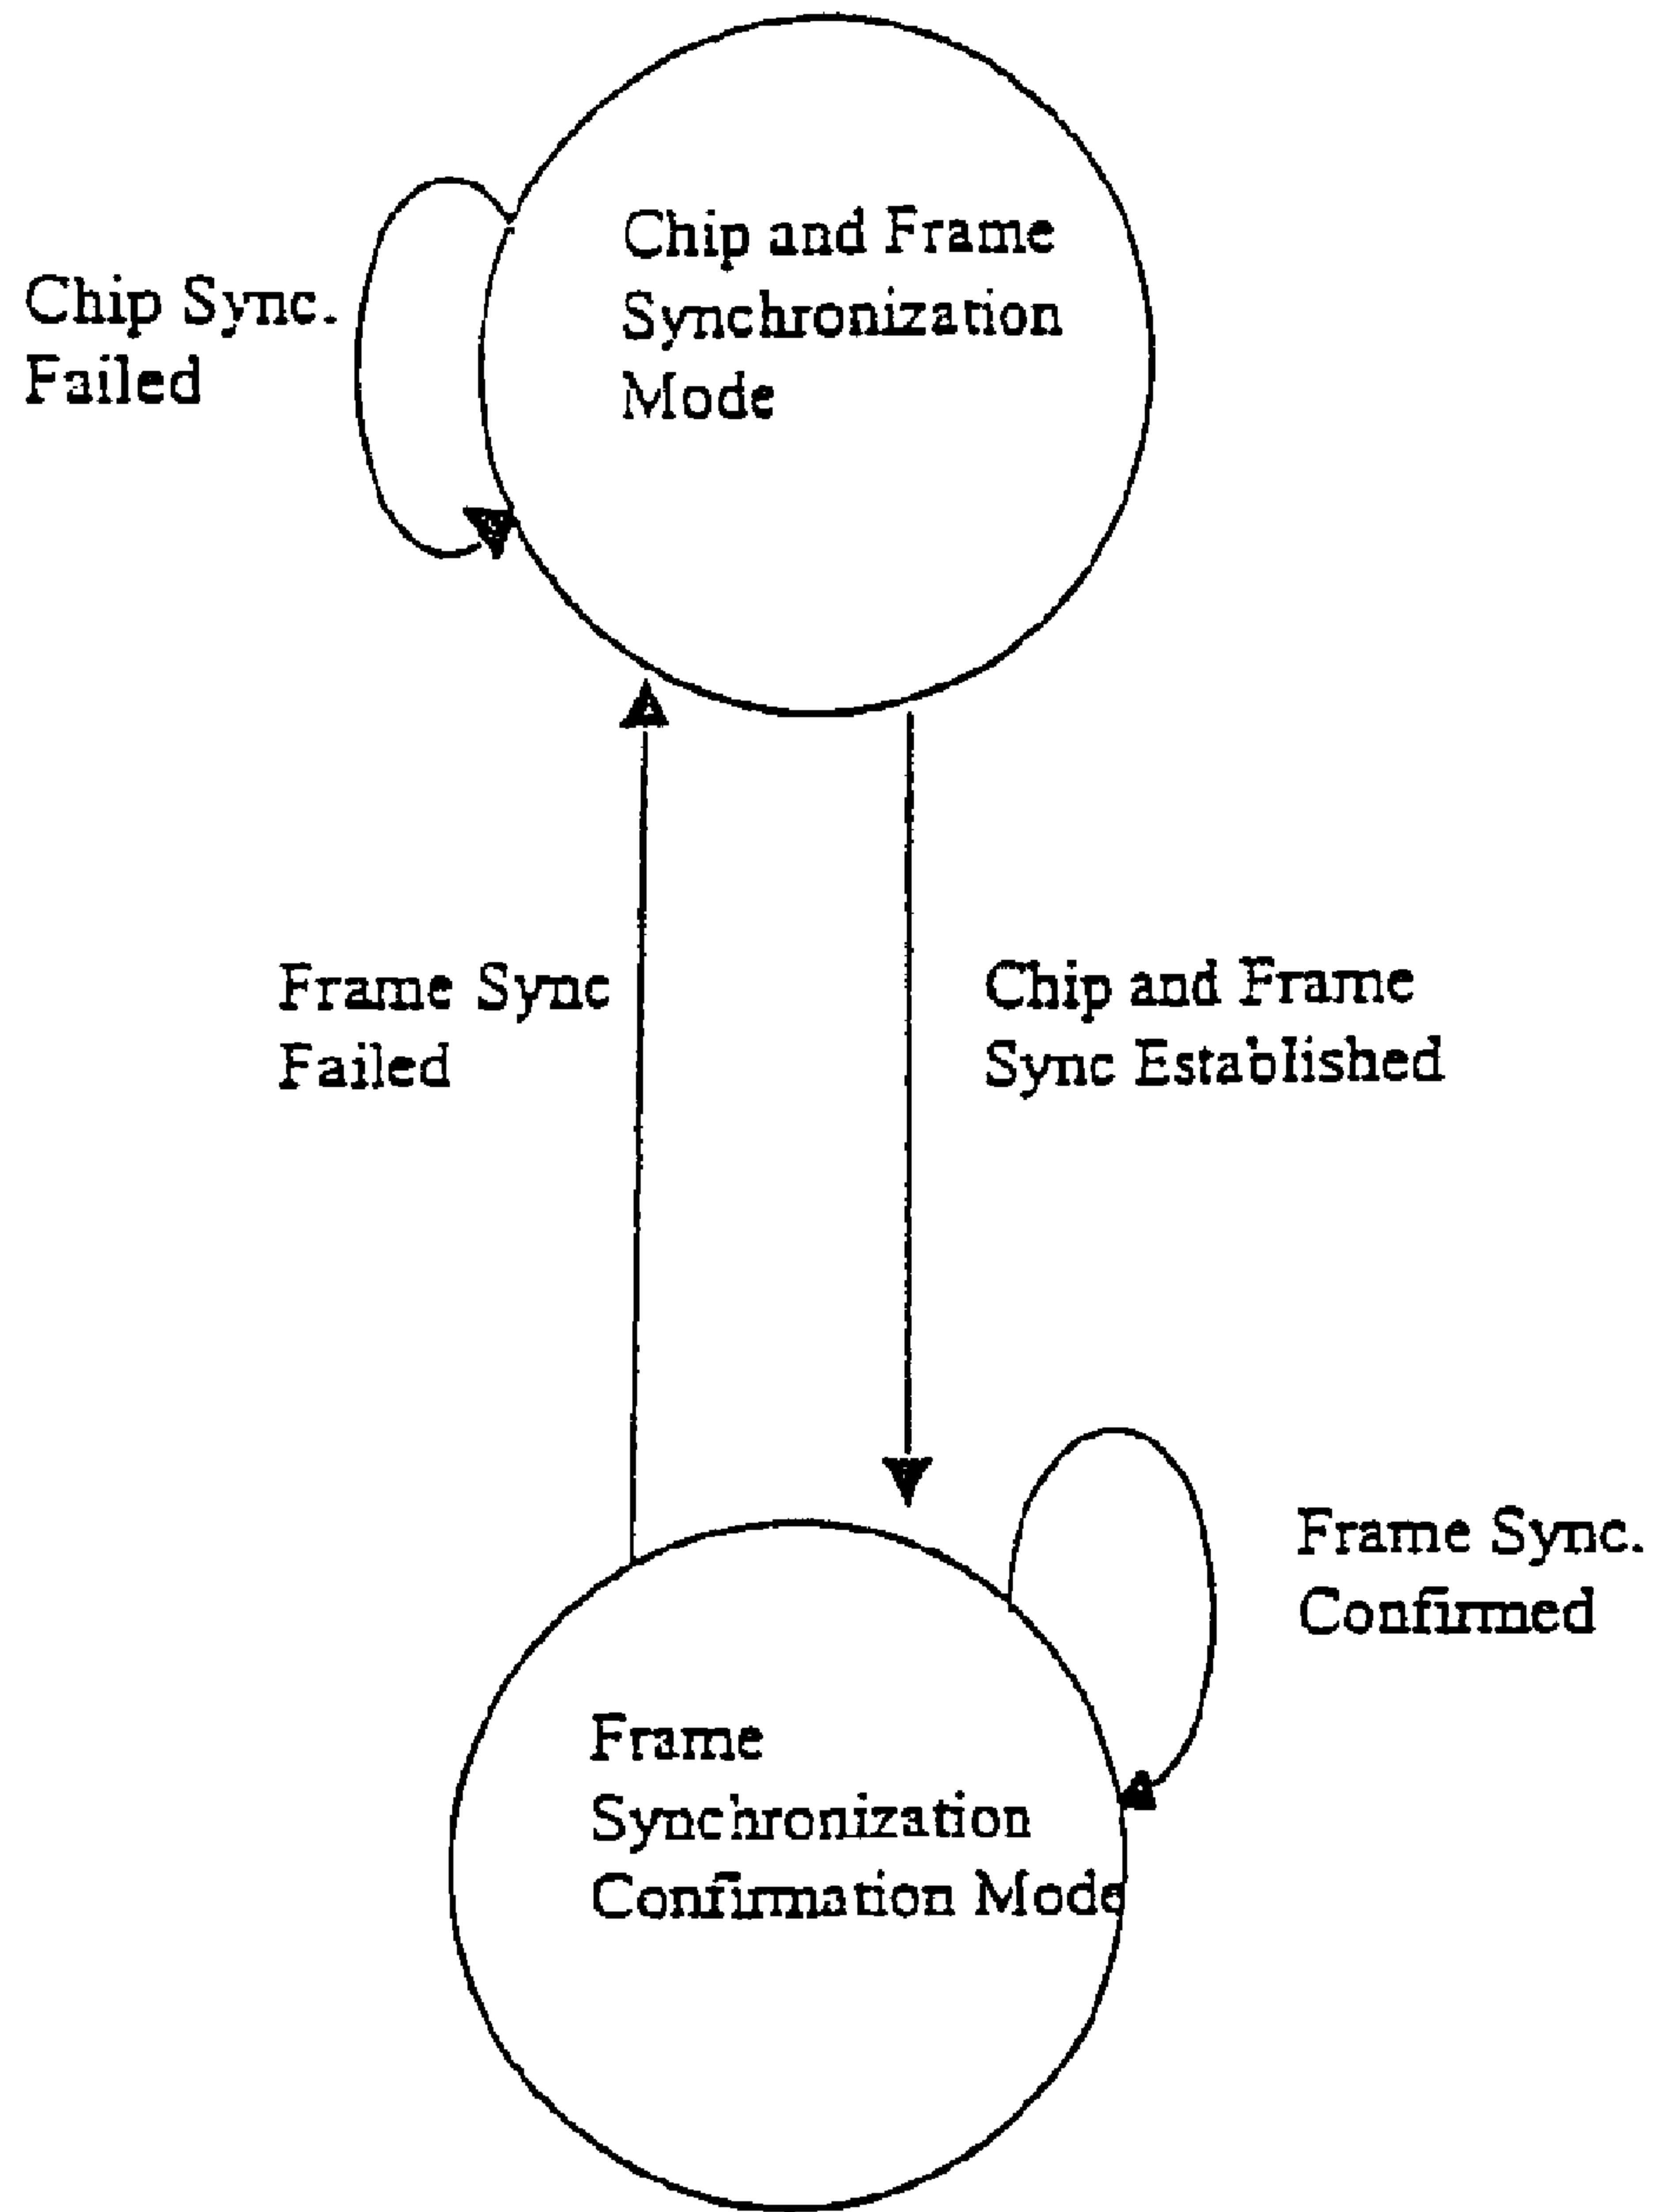 Chip and Frame
Synchronization
Mode
Chip Sync.
Failed
Frame Sync
Failed
Chip and Frame
Sync Established
Frame Sync.
Confirmed
Frame
Synchronization
Confirmation Mode